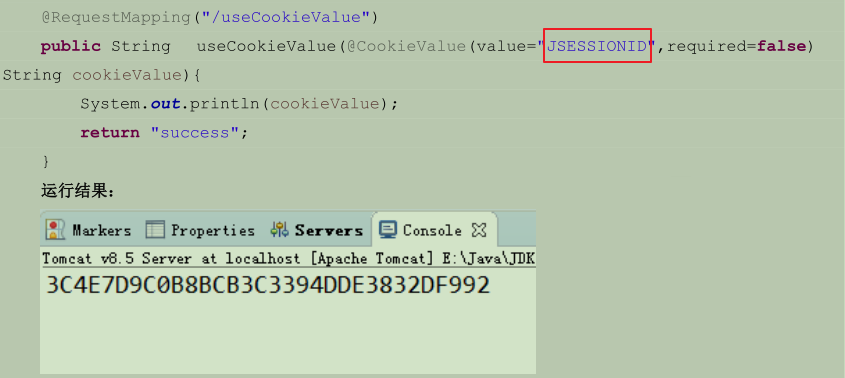 @RequestMapping("/useCookieValue")
public String useCookieValue(@CookieValue(value="JSESSIONID",required=false)
String cookieValue){
System.out.println(cookieValue);
return "success";
}
运行结果:
Markers Properties Servers Console
Tomcat v8.5 Server at localhost [Apache Tomcat] E:\Java\JDK
3C4E7D9C0B8BCB3C3394DDE3832DF992